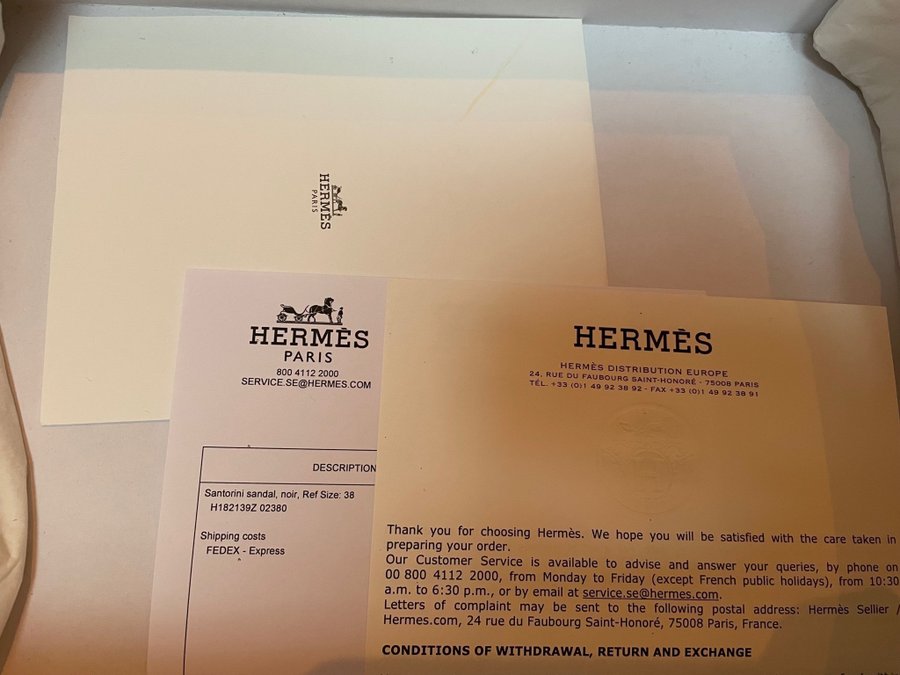 HERMÈS
PARIS
HERMÈS
PARIS
800 4112 2000
SERVICE.SE@HERMES.COM
DESCRIPTION
Santorini sandal, noir, Ref Size: 38
H182139Z 02380
Shipping costs
FEDEX - Express
HERMÈS
HERMÈS DISTRIBUTION EUROPE
24, RUE DU FAUBOURG SAINT-HONORÉ - 75008 PARIS
TÉL. +33 (0)1 49 92 38 92 - FAX +33 (0)1 49 92 38 91
Thank you for choosing Hermès. We hope you will be satisfied with the care taken in
preparing your order.
Our Customer Service is available to advise and answer your queries, by phone on
00 800 4112 2000, from Monday to Friday (except French public holidays), from 10:30
a.m. to 6:30 p.m., or by email at service.se@hermes.com.
Letters of complaint may be sent to the following postal address: Hermès Sellier /
Hermes.com, 24 rue du Faubourg Saint-Honoré, 75008 Paris, France.
CONDITIONS OF WITHDRAWAL, RETURN AND EXCHANGE